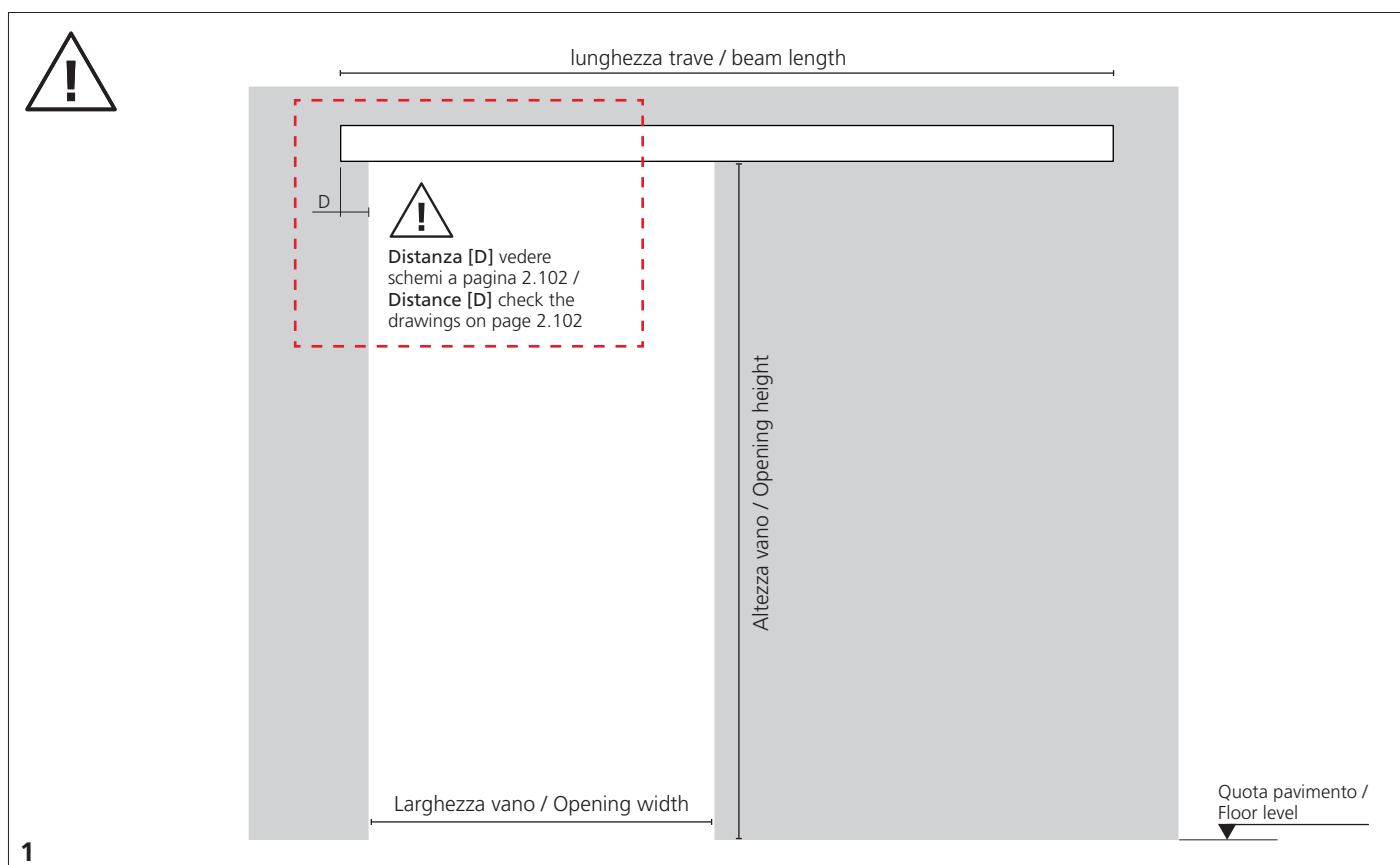 lunghezza trave / beam length
D
Distanza [D] vedere
schemi a pagina 2.102 /
Distance [D] check the
drawings on page 2.102
Altezza vano / Opening height
Larghezza vano / Opening width
Quota pavimento /
Floor level
1